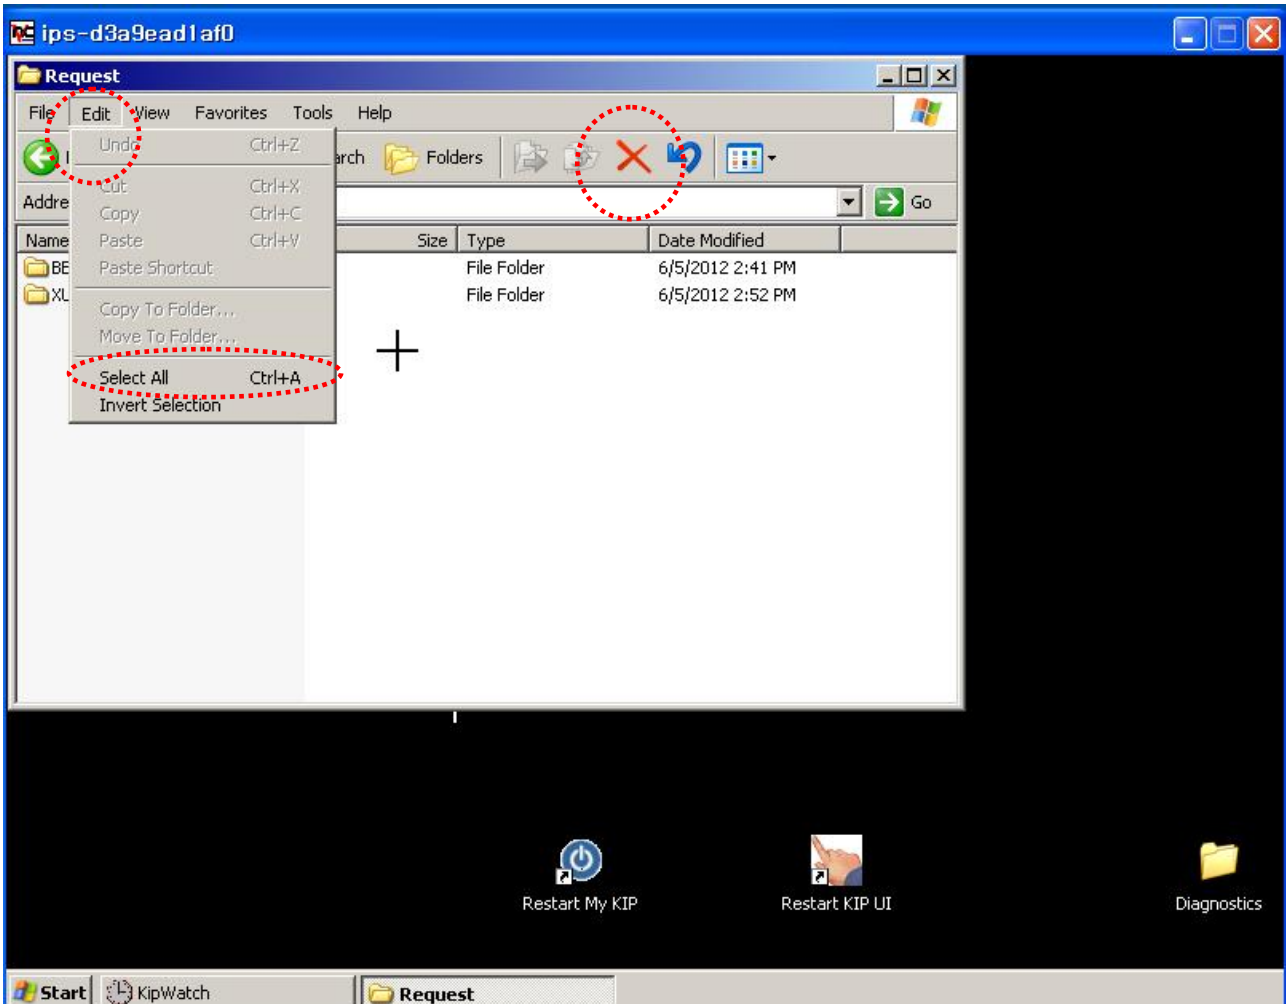 ips-d3a9ead1af0
Request
File Edit View Favorites Tools Help
Undo Ctrl+Z
Folders
Cut Ctrl+X
Go
Copy Ctrl+C
Name Paste Ctrl+V Size Type Date Modified
Paste Shortcut File Folder 6/5/2012 2:41 PM
File Folder 6/5/2012 2:52 PM
Copy To Folder...
Move To Folder...
Select All Ctrl+A
Invert Selection
Restart My KIP Restart KIP UI Diagnostics
Start KipWatch Request